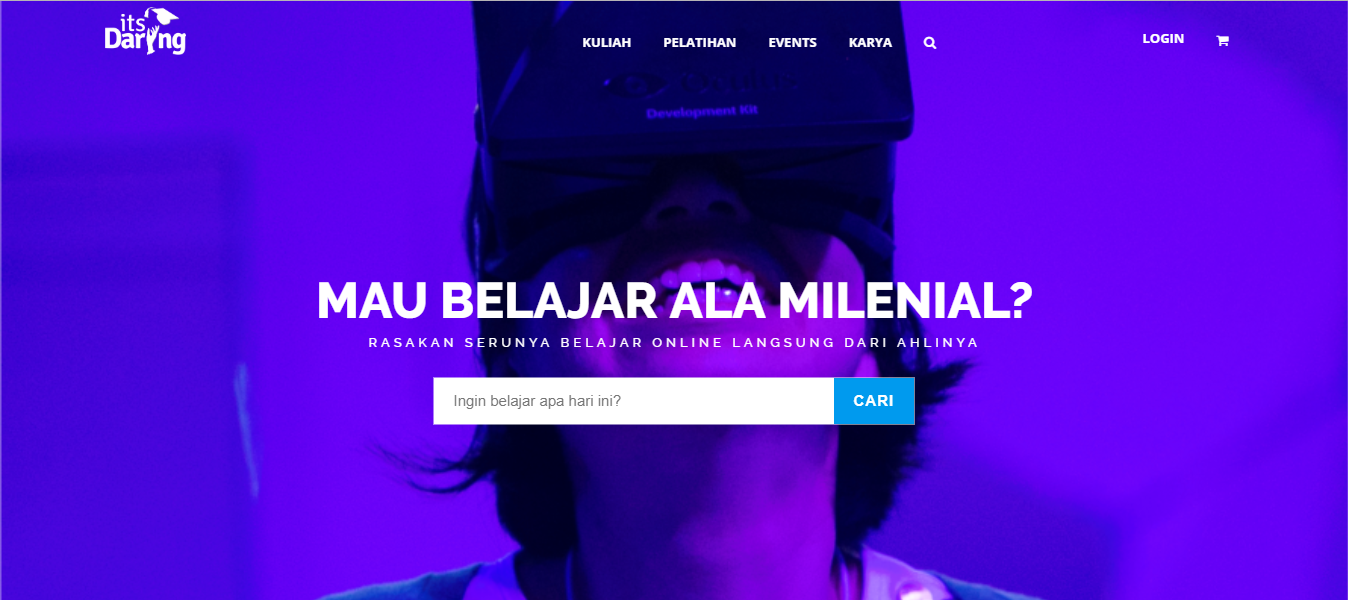 its
Daring
KULIAH PELATIHAN EVENTS KARYA LOGIN
Development Kit
MAU BELAJAR ALA MILENIAL?
RASAKAN SERUNYA BELAJAR ONLINE LANGSUNG DARI AHLINYA
Ingin belajar apa hari ini? CARI